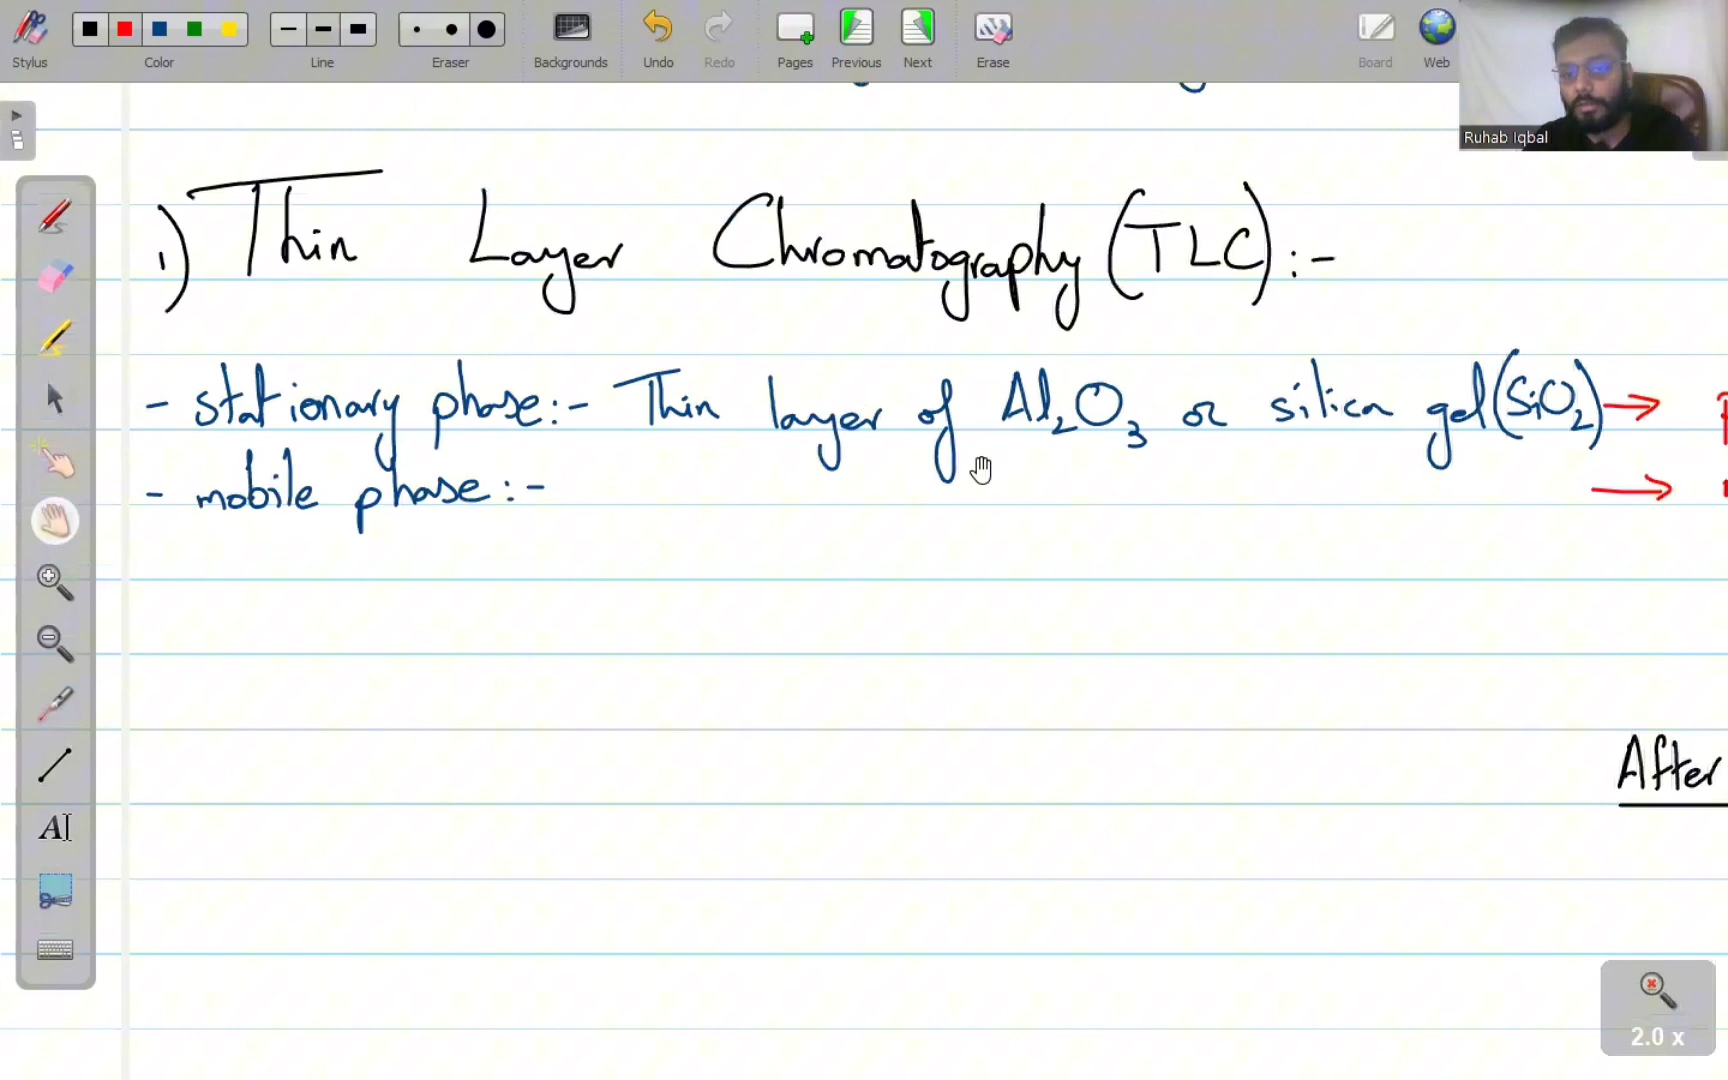 Stylus
Color
Line
Eraser
Backgrounds
Undo
Redo
Pages
Previous
Next
Erase
Board
Web
Ruhab Iqbal
1) Thin Layer Chromatography (TLC) :-
- stationary phase:- Thin layer of Al₂O₃ or silica gel (SiO₂) →
- mobile phase :- →
After
AI
2.0 x